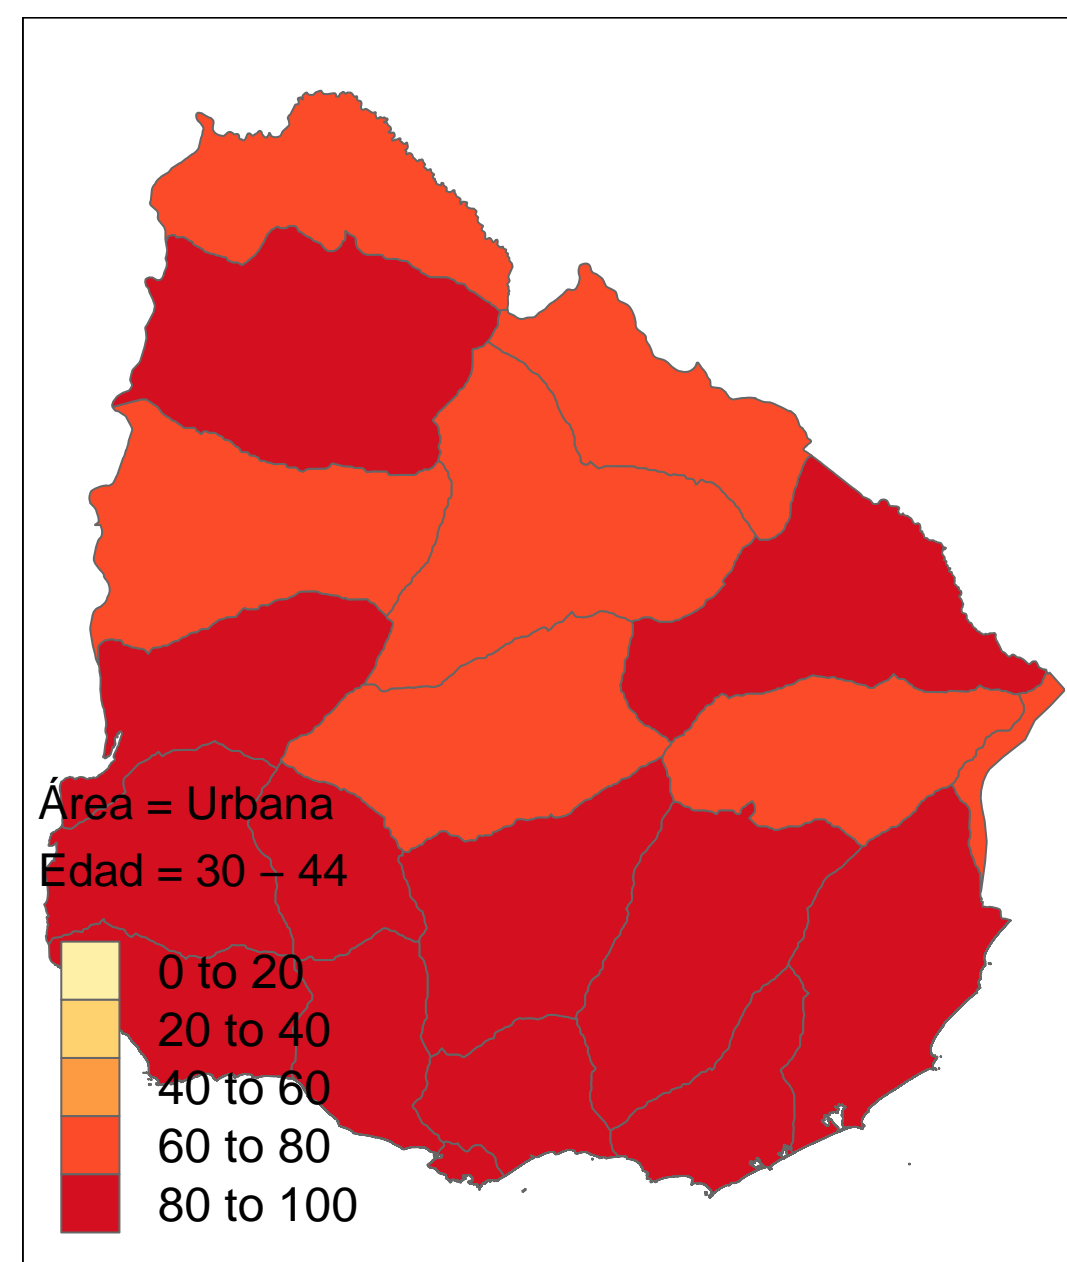 Área = Urbana
Edad = 30 – 44
0 to 20
20 to 40
40 to 60
60 to 80
80 to 100